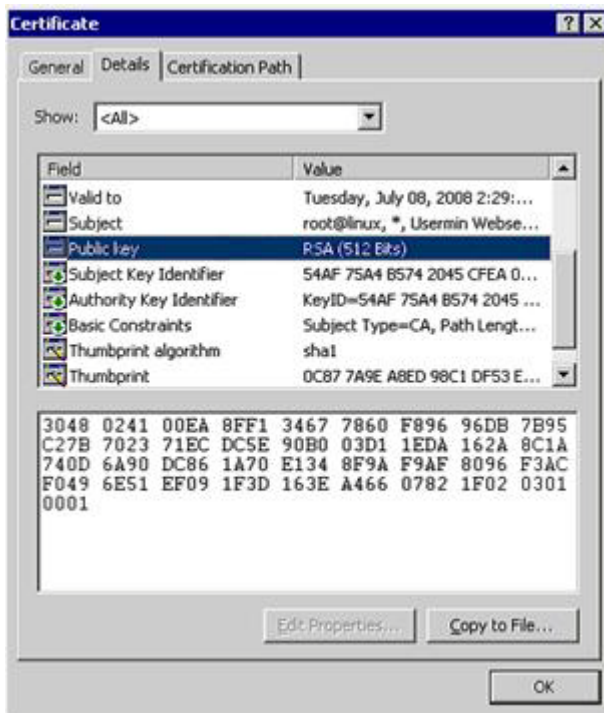 Certificate
General Details Certification Path
Show: <All>
Field Value
Valid to Tuesday, July 08, 2008 2:29:...
Subject root@linux, *, Usermin Webse...
Public key RSA (512 Bits)
Subject Key Identifier 54AF 75A4 B574 2045 CFEA 0...
Authority Key Identifier KeyID=54AF 75A4 B574 2045 ...
Basic Constraints Subject Type=CA, Path Lengt...
Thumbprint algorithm sha1
Thumbprint 0C87 7A9E A8ED 98C1 DF53 E...
3048 0241 00EA 8FF1 3467 7860 F896 96DB 7B95
C27B 7023 71EC DC5E 90B0 03D1 1EDA 162A 8C1A
740D 6A90 DC86 1A70 E134 8F9A F9AF 8096 F3AC
F049 6E51 EF09 1F3D 163E A466 0782 1F02 0301
0001
Edit Properties... Copy to File...
OK